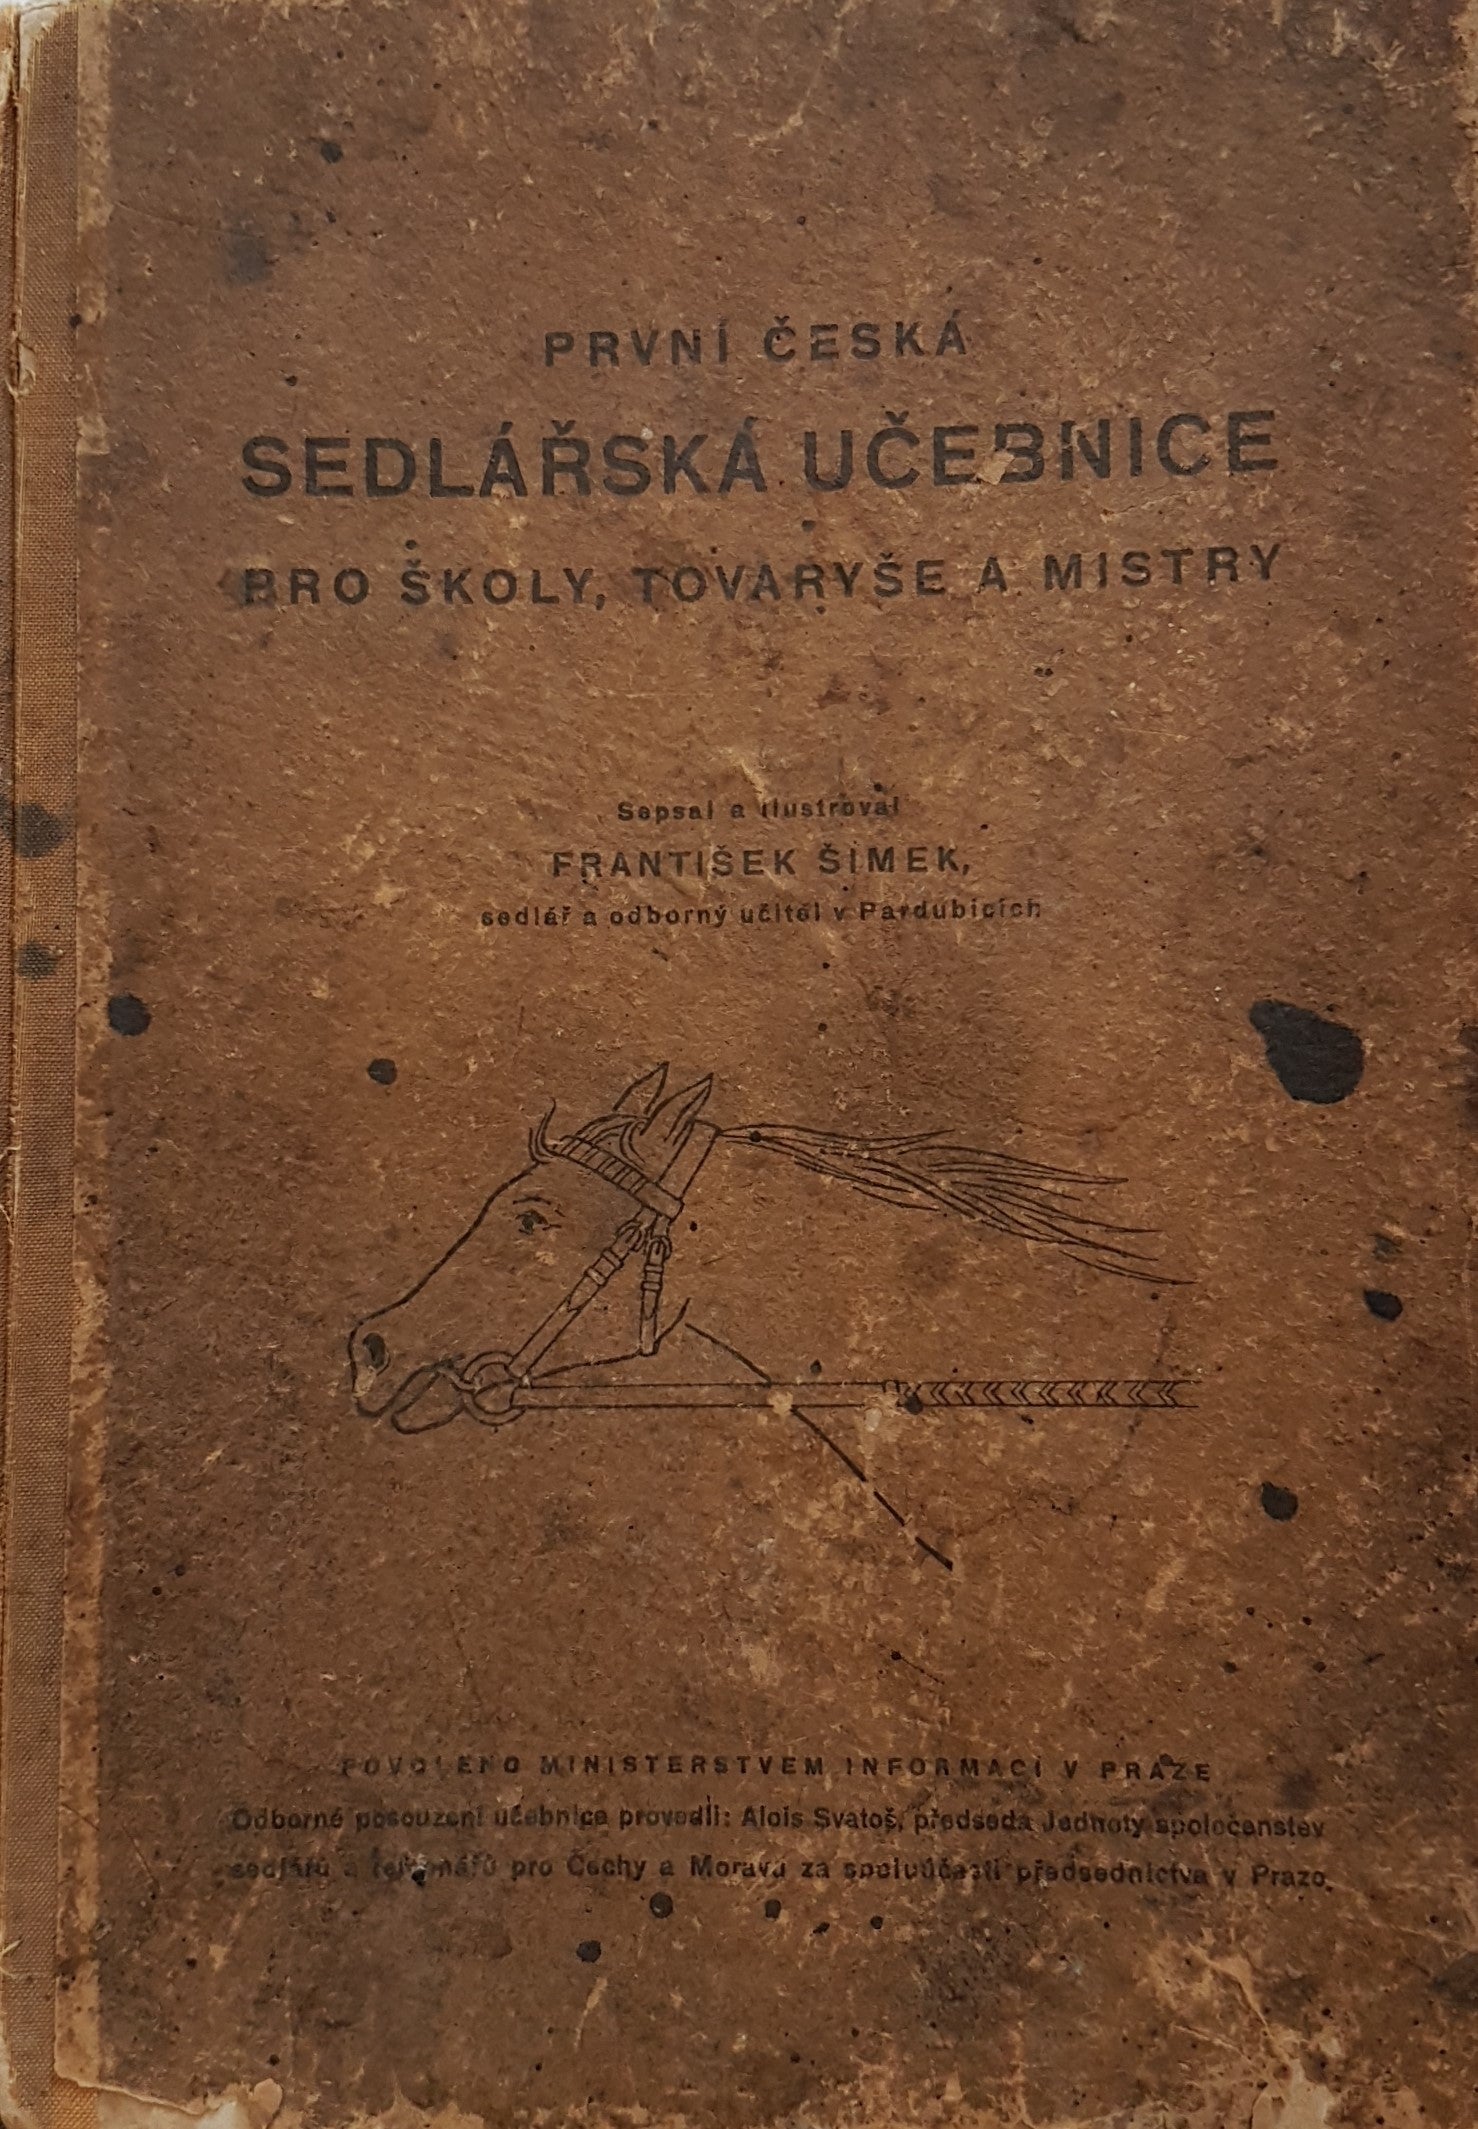 PRVNÍ ČESKÁ
SEDLÁŘSKÁ UČEBNICE
PRO ŠKOLY, TOVARYŠE A MISTRY
Sepsal a ilustroval
FRANTIŠEK ŠIMEK,
sedlář a odborný učitel v Pardubicích
POVOLENO MINISTERSTVEM INFORMACÍ V PRAZE
Odborné posouzení učebnice provedli: Alois Svatoš, předseda Jednoty společenstev
sedlářů a řemenářů pro Čechy a Moravu za spoluúčasti předsednictva v Praze.